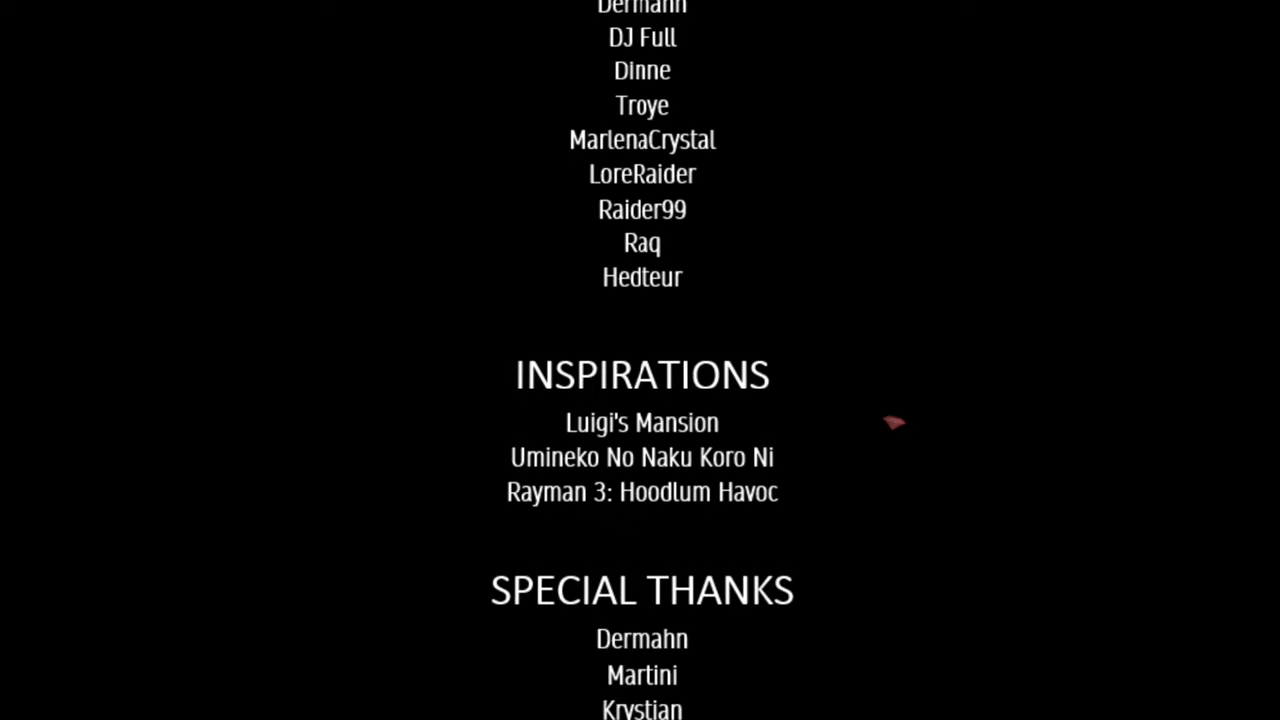 Dermahn
DJ Full
Dinne
Troye
MarlenaCrystal
LoreRaider
Raider99
Raq
Hedteur
INSPIRATIONS
Luigi's Mansion
Umineko No Naku Koro Ni
Rayman 3: Hoodlum Havoc
SPECIAL THANKS
Dermahn
Martini
Krystian